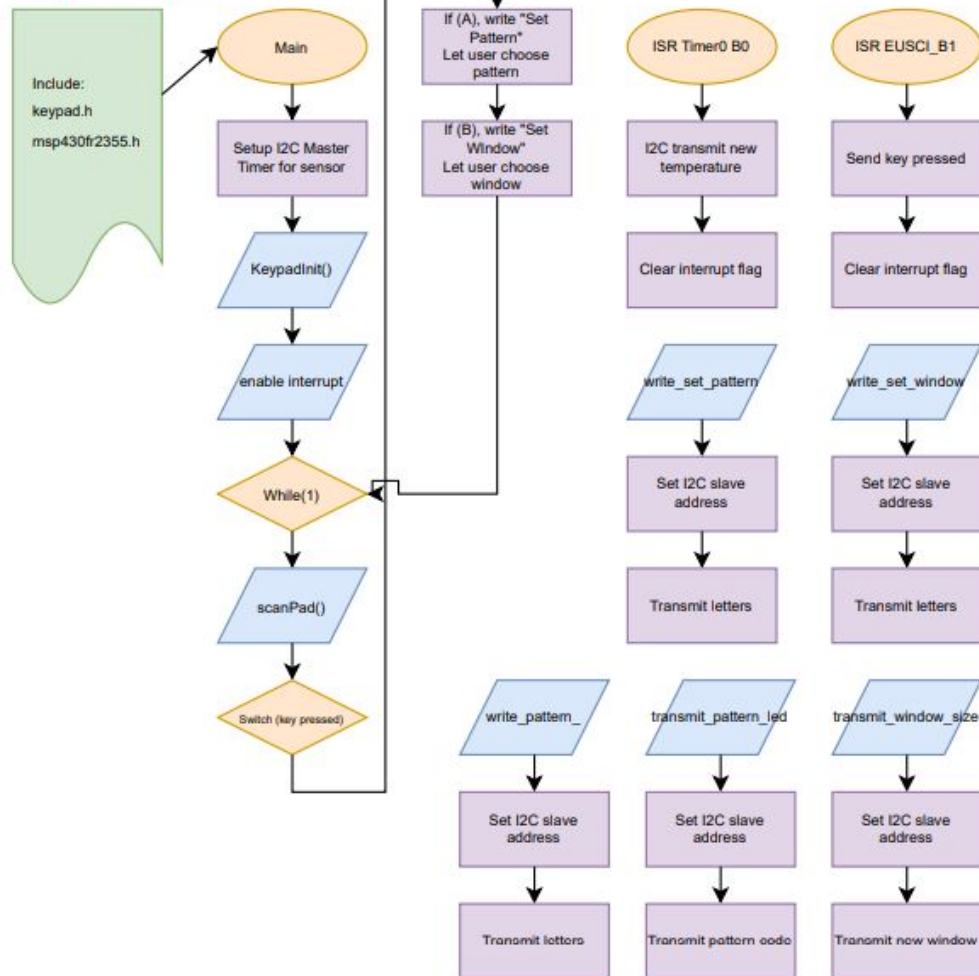 Include:
keypad.h
msp430fr2355.h
Main
Setup I2C Master
Timer for sensor
KeypadInit()
enable interrupt
While(1)
scanPad()
Switch (key pressed)
If (A), write "Set
Pattern"
Let user choose
pattern
If (B), write "Set
WIndow"
Let user choose
window
ISR Timer0 B0
I2C transmit new
temperature
Clear interrupt flag
ISR EUSCI_B1
Send key pressed
Clear interrupt flag
write_set_pattern
Set I2C slave
address
Transmit letters
write_set_window
Set I2C slave
address
Transmit letters
write_pattern_
Set I2C slave
address
Transmit letters
transmit_pattern_led
Set I2C slave
address
Transmit pattern code
transmit_window_size
Set I2C slave
address
Transmit new window